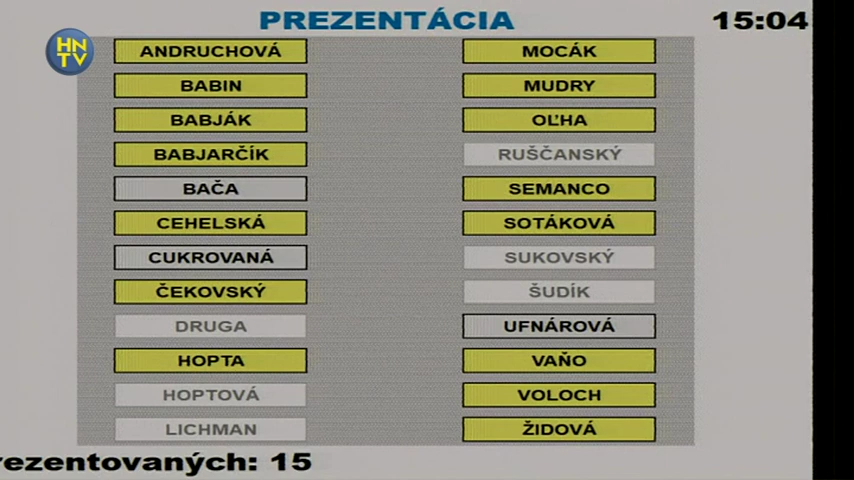 PREZENTÁCIA
15:04
HN
TV
ANDRUCHOVÁ
BABIN
BABJÁK
BABJARČÍK
BAČA
CEHELSKÁ
CUKROVANÁ
ČEKOVSKÝ
DRUGA
HOPTA
HOPTOVÁ
LICHMAN
MOCÁK
MUDRY
OĽHA
RUŠČANSKÝ
SEMANCO
SOTÁKOVÁ
SUKOVSKÝ
ŠUDÍK
UFNÁROVÁ
VAŇO
VOLOCH
ŽIDOVÁ
rezentovaných: 15